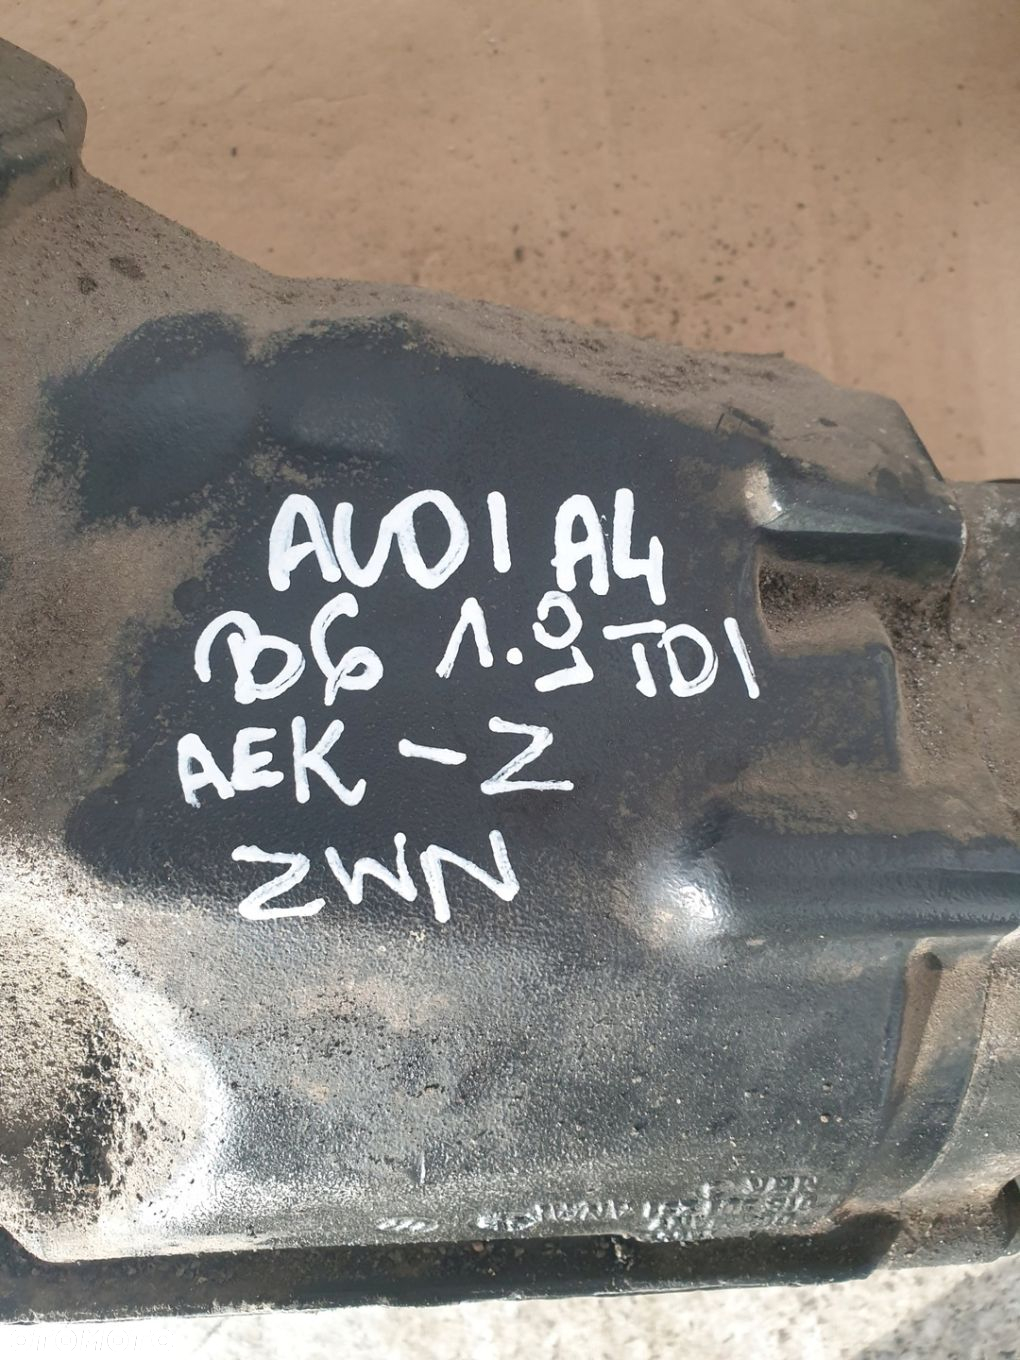 AUDI A4
B6 1.9 TDI
AEK - Z
ZWN